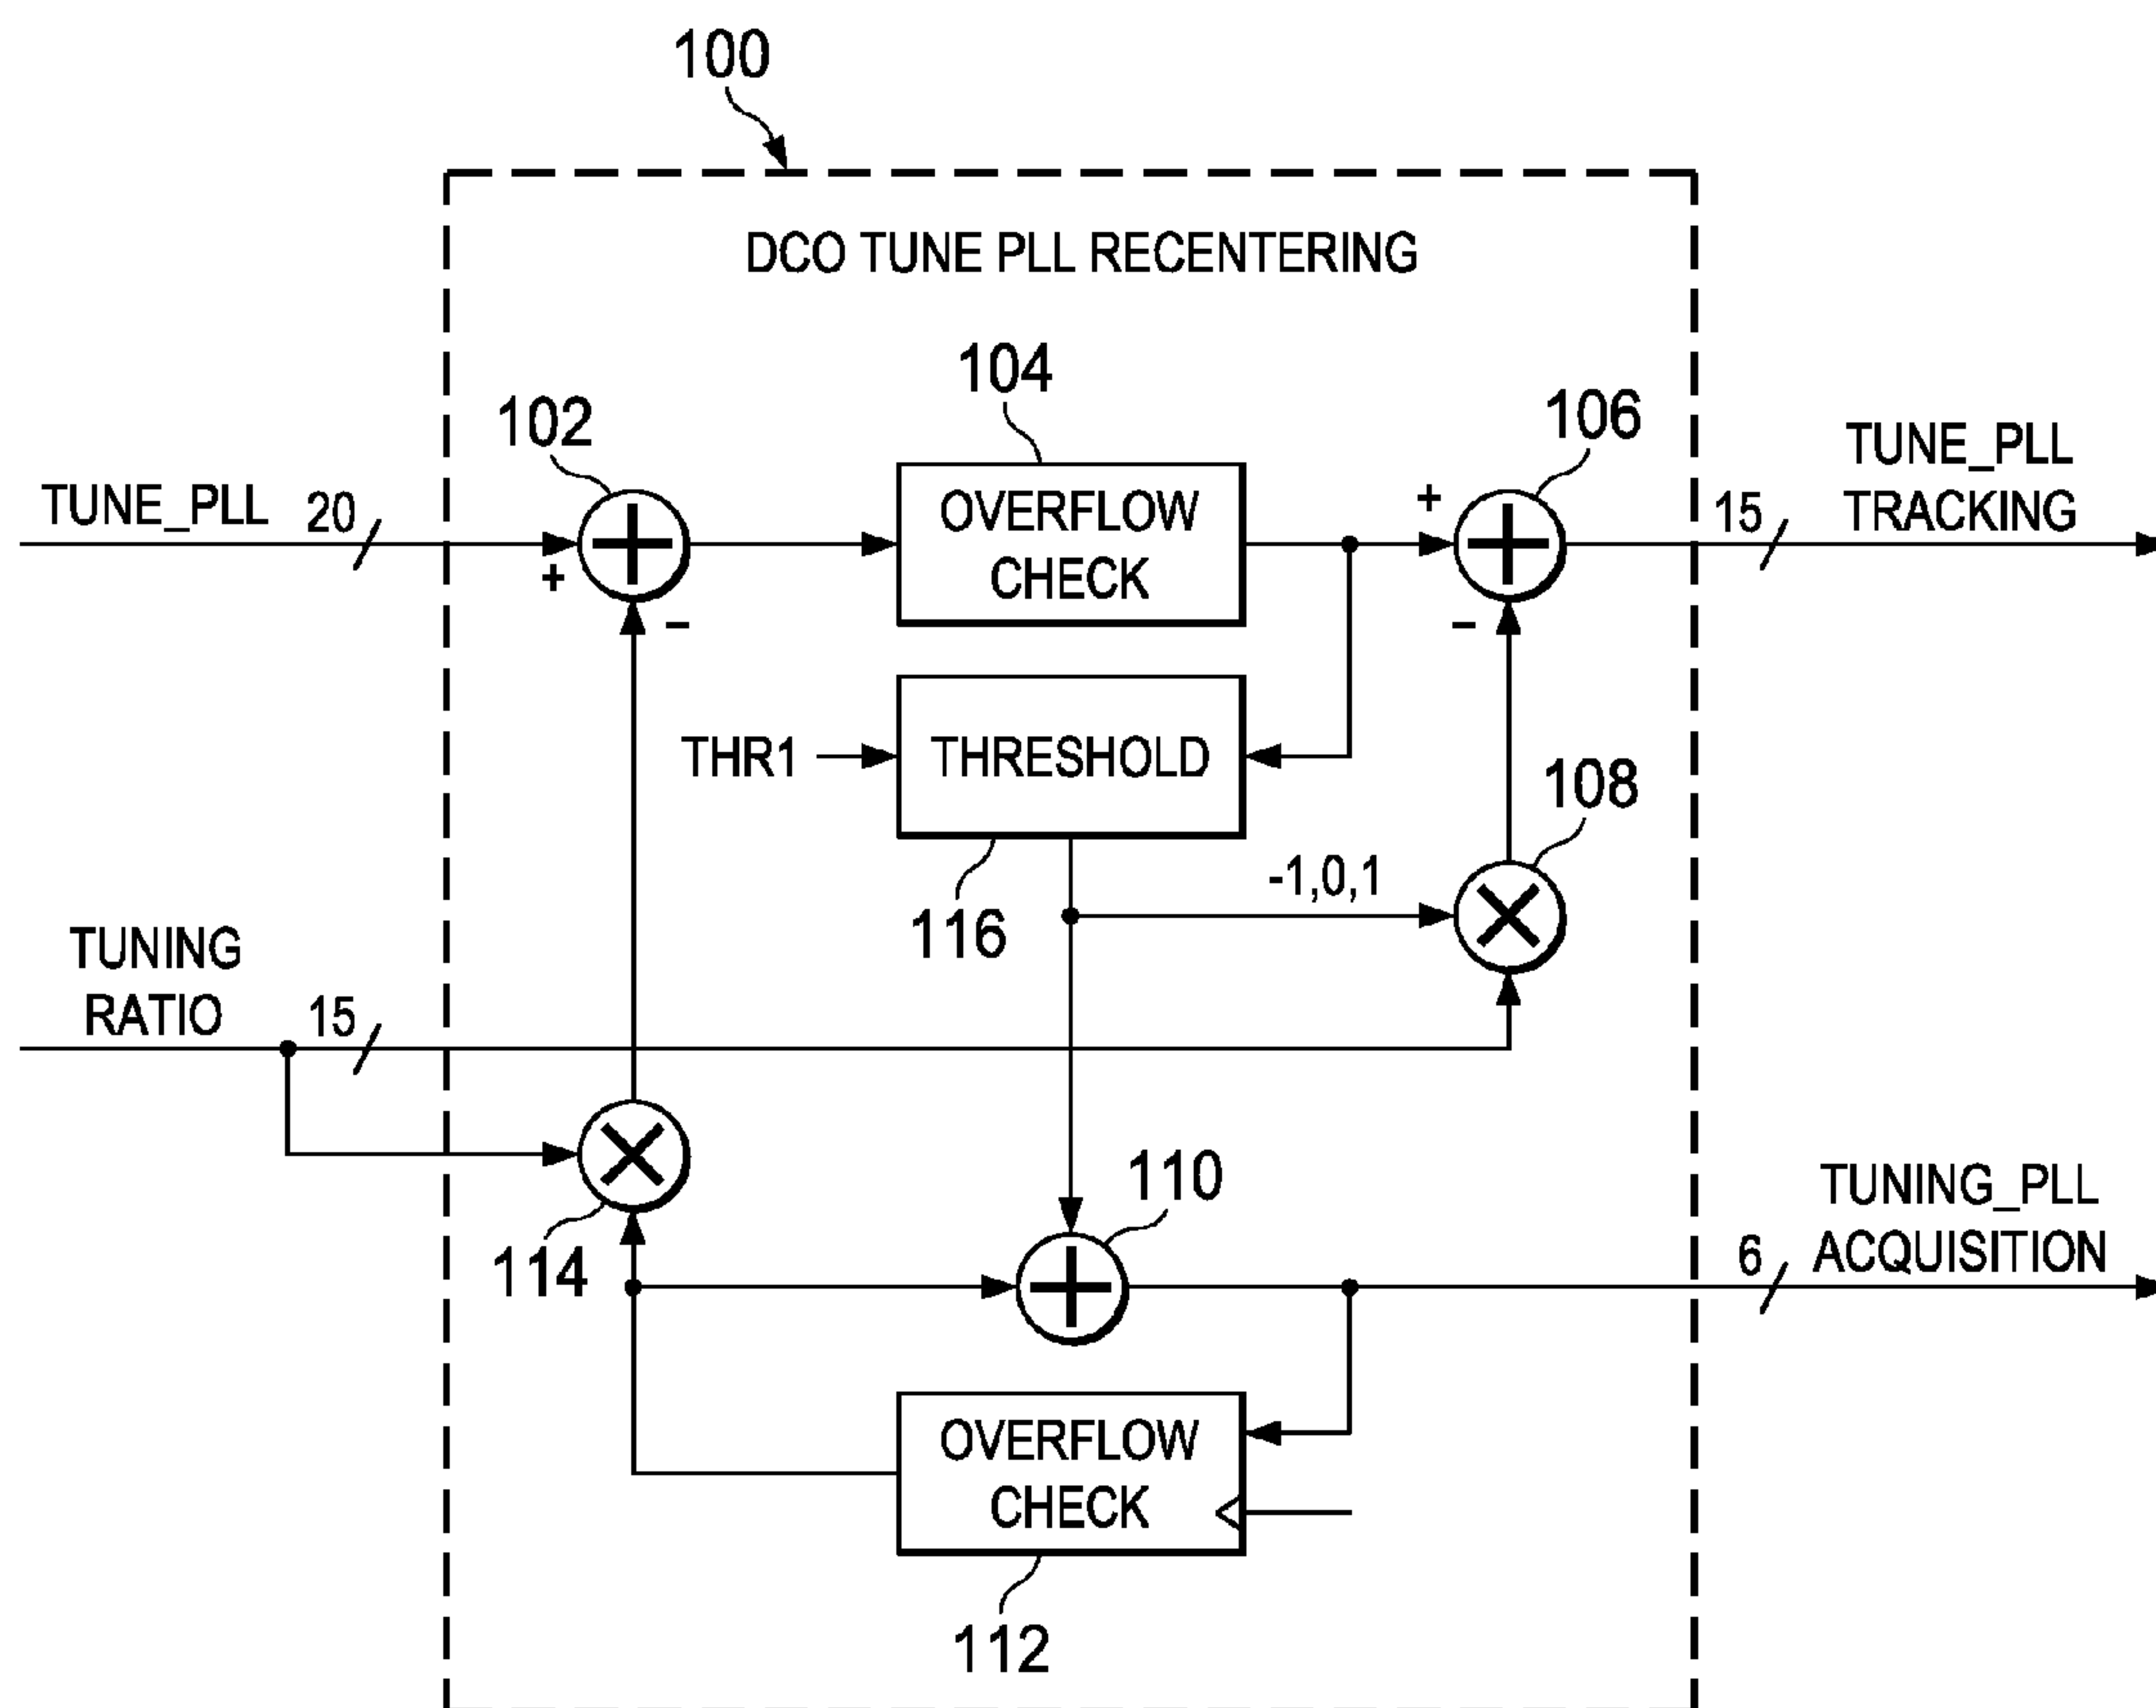 100
DCO TUNE PLL RECENTERING
104
102
106
TUNE_PLL
TRACKING
TUNE_PLL
20
+
-
OVERFLOW
CHECK
+
-
15
THR1
THRESHOLD
108
116
-1,0,1
TUNING
RATIO
15
114
110
TUNING_PLL
ACQUISITION
6
OVERFLOW
CHECK
112